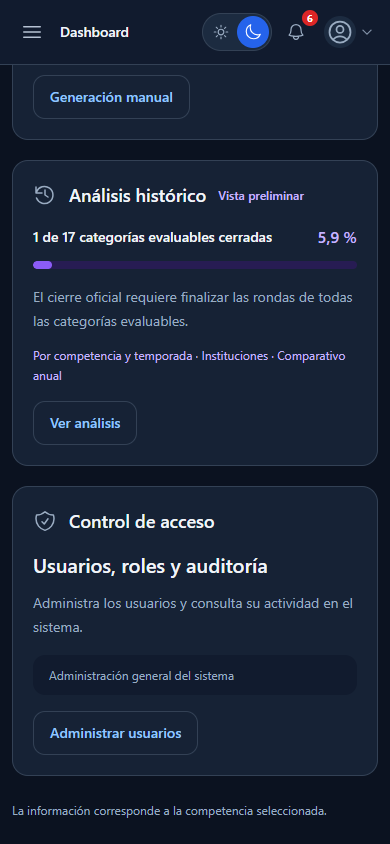 Dashboard
6
Generación manual
Análisis histórico Vista preliminar
1 de 17 categorías evaluables cerradas 5,9 %
El cierre oficial requiere finalizar las rondas de todas
las categorías evaluables.
Por competencia y temporada · Instituciones · Comparativo
anual
Ver análisis
Control de acceso
Usuarios, roles y auditoría
Administra los usuarios y consulta su actividad en el
sistema.
Administración general del sistema
Administrar usuarios
La información corresponde a la competencia seleccionada.